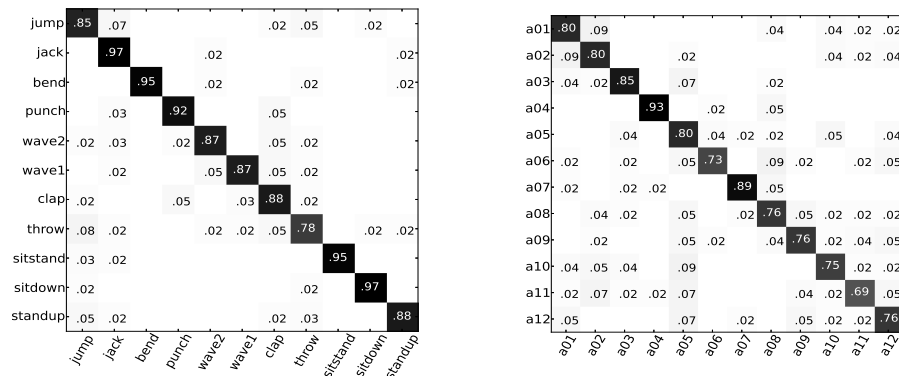 jump .85 .07 .02 .05 .02
jack .97 .02 .02
bend .95 .02 .02 .02
punch .03 .92 .05
wave2 .02 .03 .02 .87 .05 .02
wave1 .02 .05 .87 .05 .02
clap .02 .05 .03 .88 .02
throw .08 .02 .02 .02 .05 .78 .02 .02
sitstand .03 .02 .95
sitdown .02 .02 .97
standup .05 .02 .02 .03 .88
jump jack bend punch wave2 wave1 clap throw sitstand sitdown standup
a01 .80 .09 .04 .04 .02 .02
a02 .09 .80 .02 .04 .02 .04
a03 .04 .02 .85 .07 .02
a04 .93 .02 .05
a05 .04 .80 .04 .02 .02 .05 .04
a06 .02 .02 .05 .73 .09 .02 .02 .05
a07 .02 .02 .02 .89 .05
a08 .04 .02 .05 .02 .76 .05 .02 .02 .02
a09 .02 .05 .02 .04 .76 .02 .04 .05
a10 .04 .05 .04 .09 .75 .02 .02
a11 .02 .07 .02 .02 .07 .04 .02 .69 .05
a12 .05 .07 .02 .05 .02 .02 .02 .76
a01 a02 a03 a04 a05 a06 a07 a08 a09 a10 a11 a12